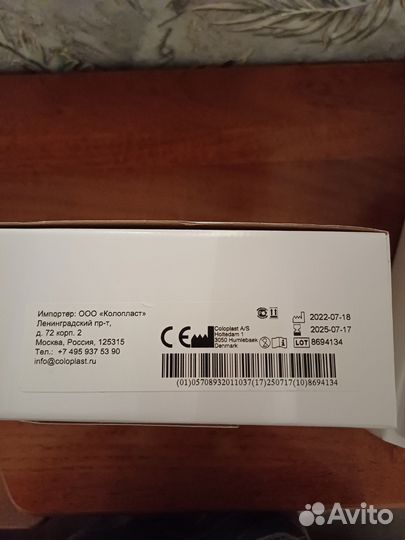 Импортер: ООО «Колопласт»
Ленинградский пр-т,
д. 72 корп. 2
Москва, Россия, 125315
Тел.: +7 495 937 53 90
info@coloplast.ru
CE
Coloplast A/S
Holtedam 1
3050 Humlebaek
Denmark
2022-07-18
2025-07-17
LOT 8694134
(01)05708932011037(17)250717(10)8694134
Avito